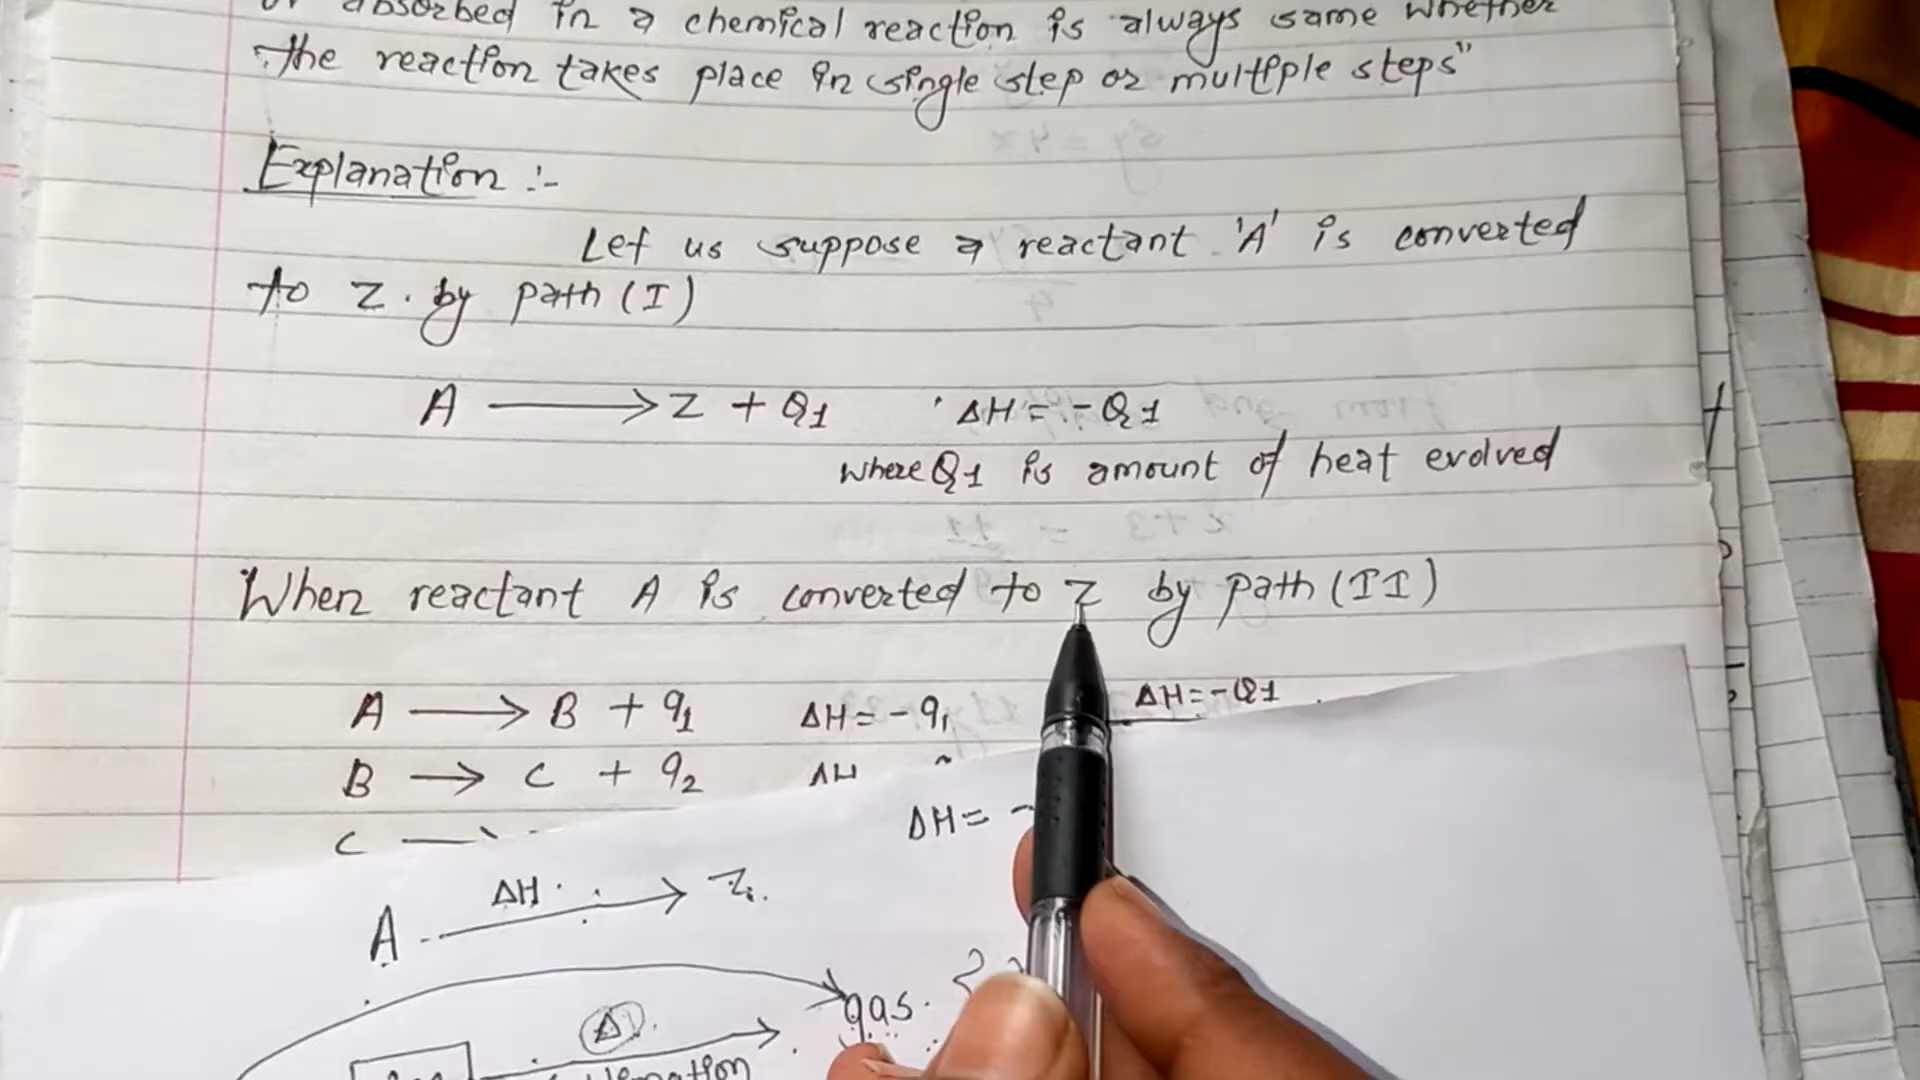 absorbed in a chemical reaction is always same whether
the reaction takes place in single step or multiple steps"
Explanation :-
Let us suppose a reactant 'A' is converted
to Z. by path (I)
A ⟶ Z + Q1 ΔH = -Q1
where Q1 is amount of heat evolved
When reactant A is converted to Z by path (II)
A ⟶ B + q1 ΔH = -q1 ΔH = -Q1
B ⟶ C + q2 ΔH
C ⟶
ΔH = -
A ΔH ⟶ Z.
gas.
Δ